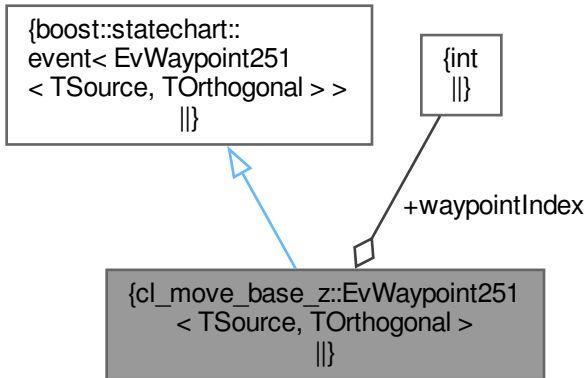 {boost::statechart::
event< EvWaypoint251
< TSource, TOrthogonal > >
||}
{int
||}
+waypointIndex
{cl_move_base_z::EvWaypoint251
< TSource, TOrthogonal >
||}